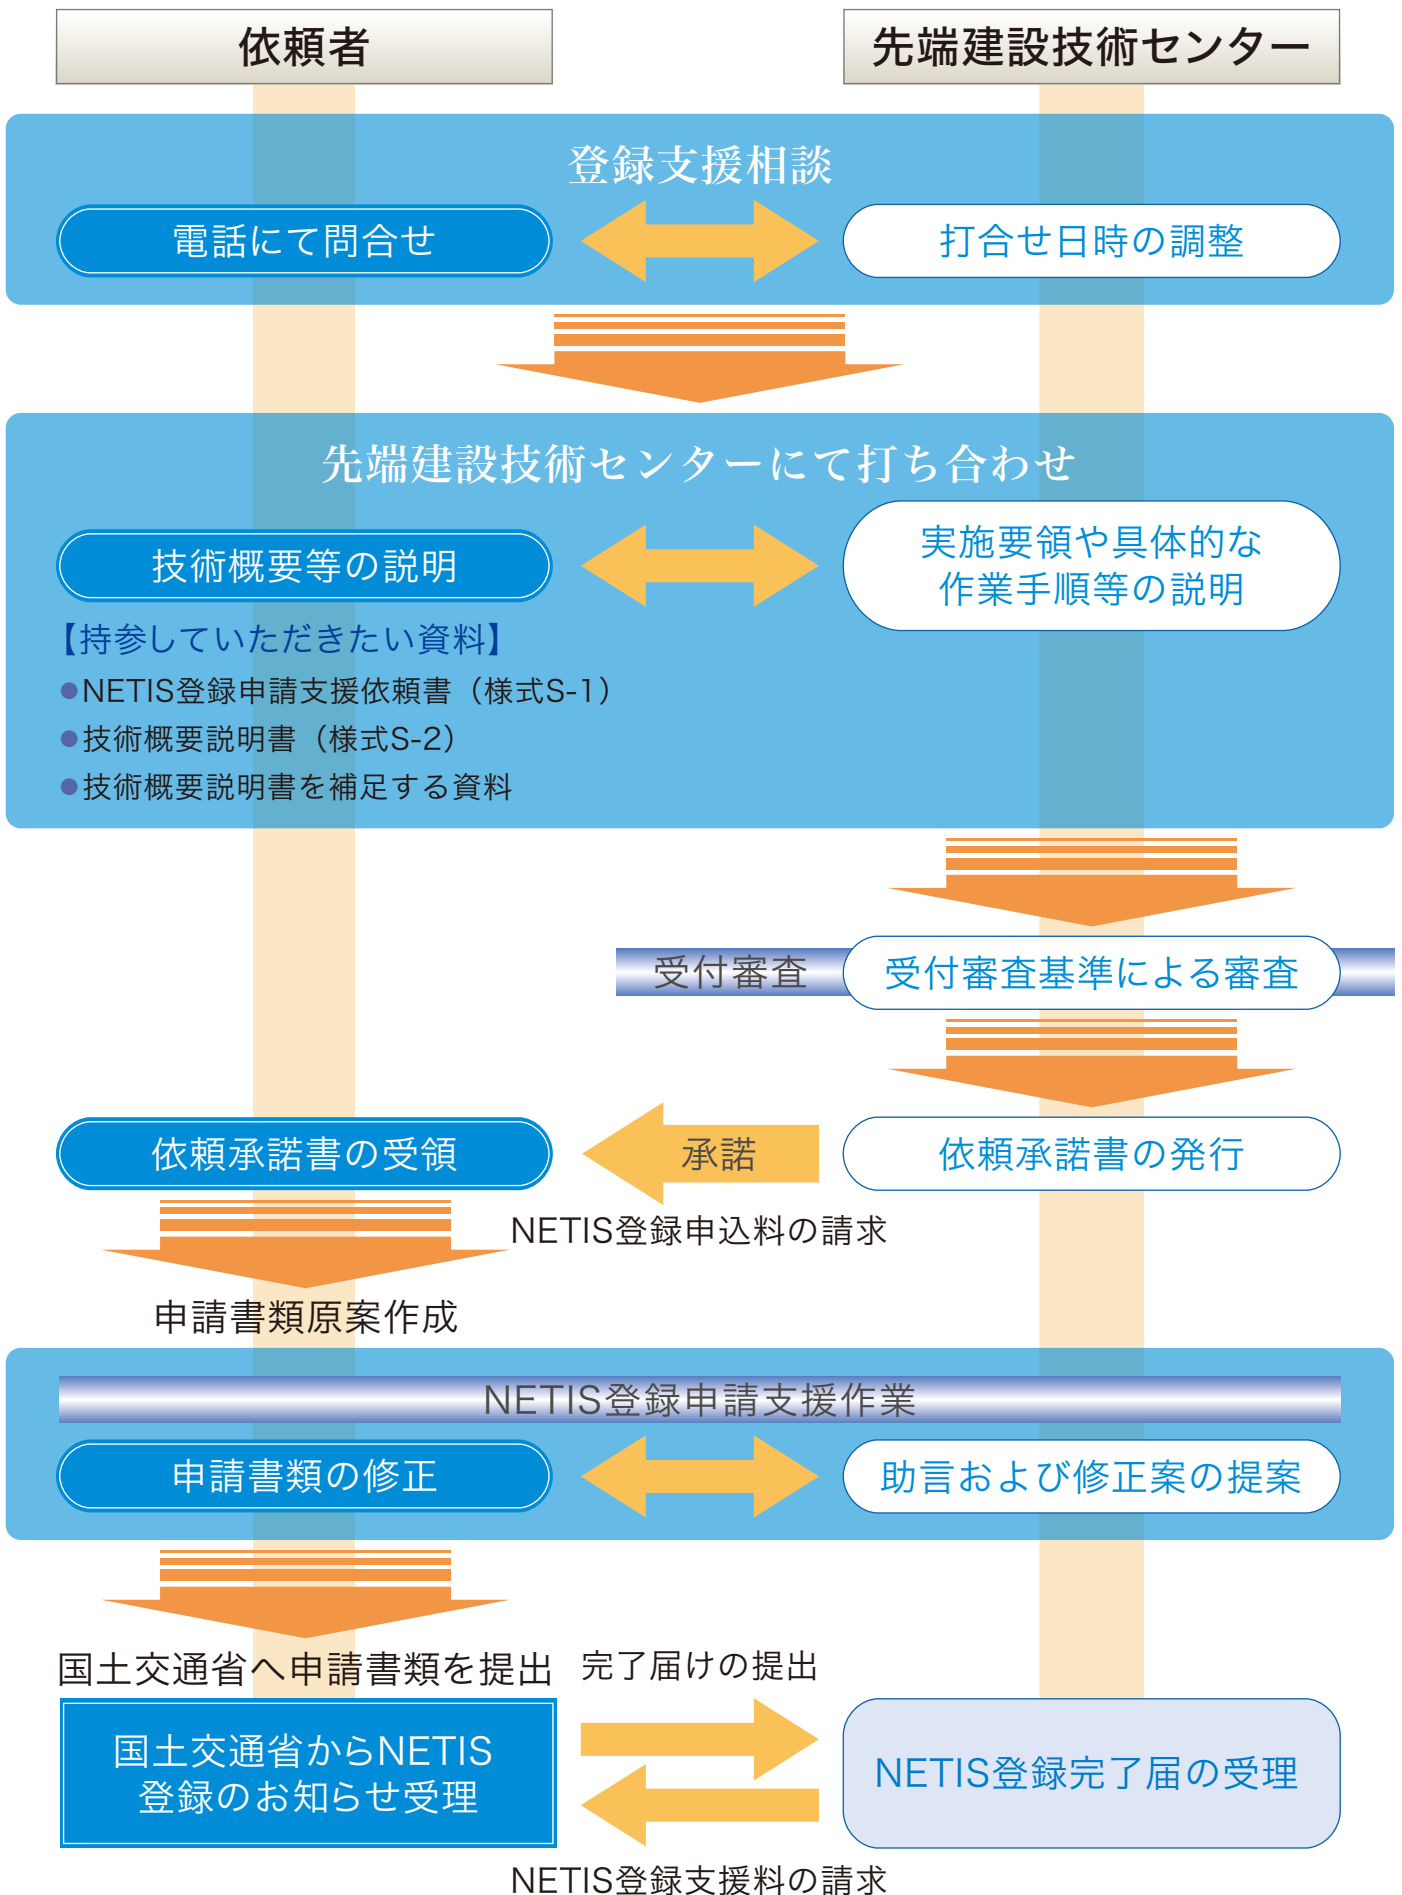 依頼者
先端建設技術センター
登録支援相談
電話にて問合せ
打合せ日時の調整
先端建設技術センターにて打ち合わせ
技術概要等の説明
実施要領や具体的な
作業手順等の説明
【持参していただきたい資料】
●NETIS登録申請支援依頼書（様式S-1）
●技術概要説明書（様式S-2）
●技術概要説明書を補足する資料
受付審査
受付審査基準による審査
依頼承諾書の受領
承諾
依頼承諾書の発行
NETIS登録申込料の請求
申請書類原案作成
NETIS登録申請支援作業
申請書類の修正
助言および修正案の提案
国土交通省へ申請書類を提出
完了届けの提出
国土交通省からNETIS
登録のお知らせ受理
NETIS登録完了届の受理
NETIS登録支援料の請求